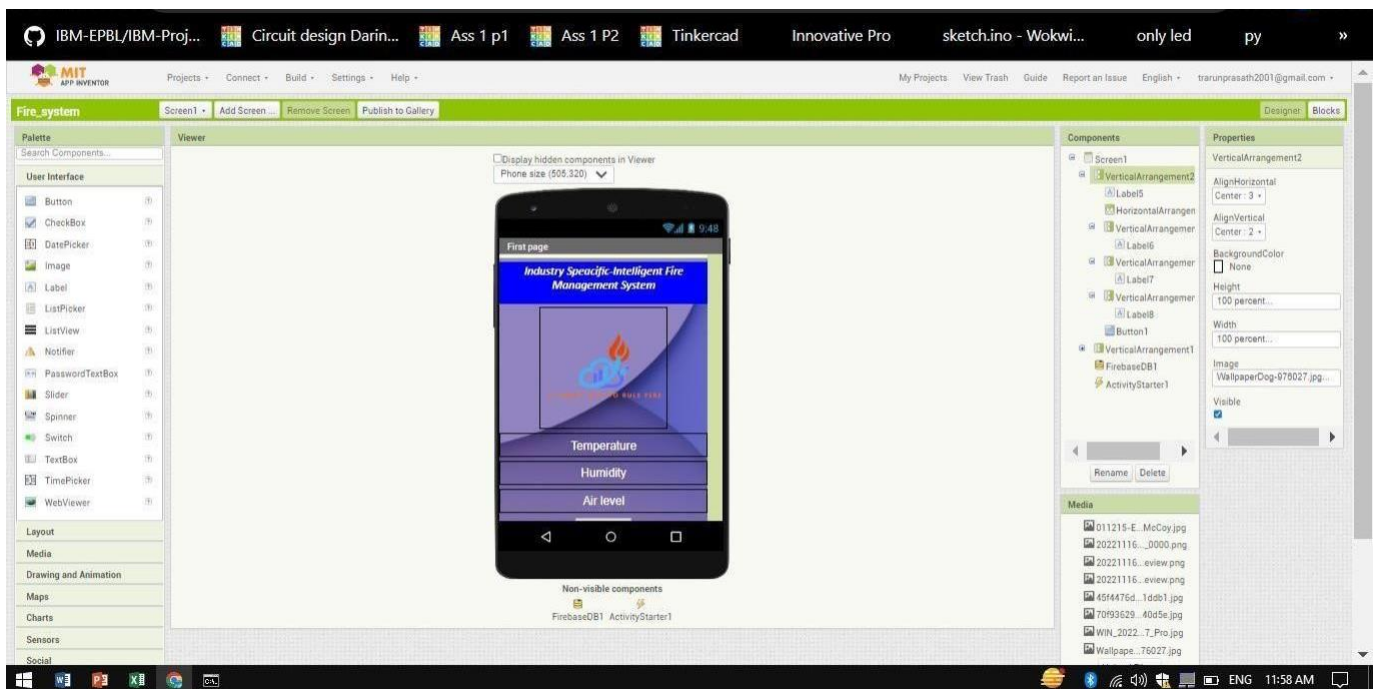 IBM-EPBL/IBM-Proj... Circuit design Darin... Ass 1 p1 Ass 1 P2 Tinkercad Innovative Pro sketch.ino - Wokwi... only led py »
MIT
APP INVENTOR
Projects Connect Build Settings Help
My Projects View Trash Guide Report an Issue English trarunprasath2001@gmail.com
Fire_system
Screen1 Add Screen ... Remove Screen Publish to Gallery
Designer Blocks
Palette
Search Components...
User Interface
Button
CheckBox
DatePicker
Image
Label
ListPicker
ListView
Notifier
PasswordTextBox
Slider
Spinner
Switch
TextBox
TimePicker
WebViewer
Layout
Media
Drawing and Animation
Maps
Charts
Sensors
Social
Viewer
Display hidden components in Viewer
Phone size (505,320)
9:48
First page
Industry Speacific-Intelligent Fire
Management System
Temperature
Humidity
Air level
Non-visible components
FirebaseDB1 ActivityStarter1
Components
Screen1
VerticalArrangement2
Label5
HorizontalArrangen
VerticalArrangemer
Label6
VerticalArrangemer
Label7
VerticalArrangemer
Label8
Button1
VerticalArrangement1
FirebaseDB1
ActivityStarter1
Rename Delete
Media
011215-E...McCoy.jpg
20221116..._0000.png
20221116...eview.png
20221116...eview.png
45f4476d...1ddb1.jpg
70f93629...40d5e.jpg
WIN_2022...7_Pro.jpg
Wallpape...76027.jpg
Properties
VerticalArrangement2
AlignHorizontal
Center : 3
AlignVertical
Center : 2
BackgroundColor
None
Height
100 percent...
Width
100 percent...
Image
WallpaperDog-976027.jpg...
Visible
ENG 11:58 AM